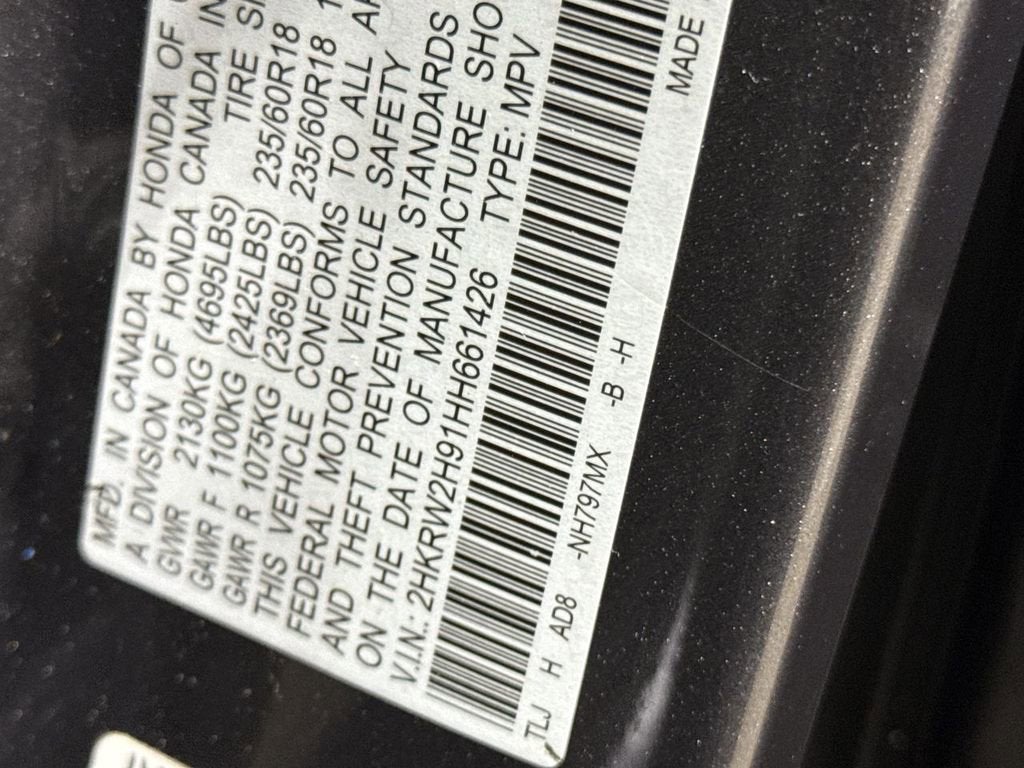 MFD. IN CANADA BY HONDA OF
A DIVISION OF HONDA CANADA IN
GVWR 2130KG (4695LBS) TIRE
GAWR F 1100KG (2425LBS) 235/60R18
GAWR R 1075KG (2369LBS) 235/60R18
THIS VEHICLE CONFORMS TO ALL
FEDERAL MOTOR VEHICLE SAFETY
AND THEFT PREVENTION STANDARDS
ON THE DATE OF MANUFACTURE SHO
V.I.N.: 2HKRW2H91HH661426 TYPE: MPV
TLJ H AD8 -NH797MX -B -H MADE